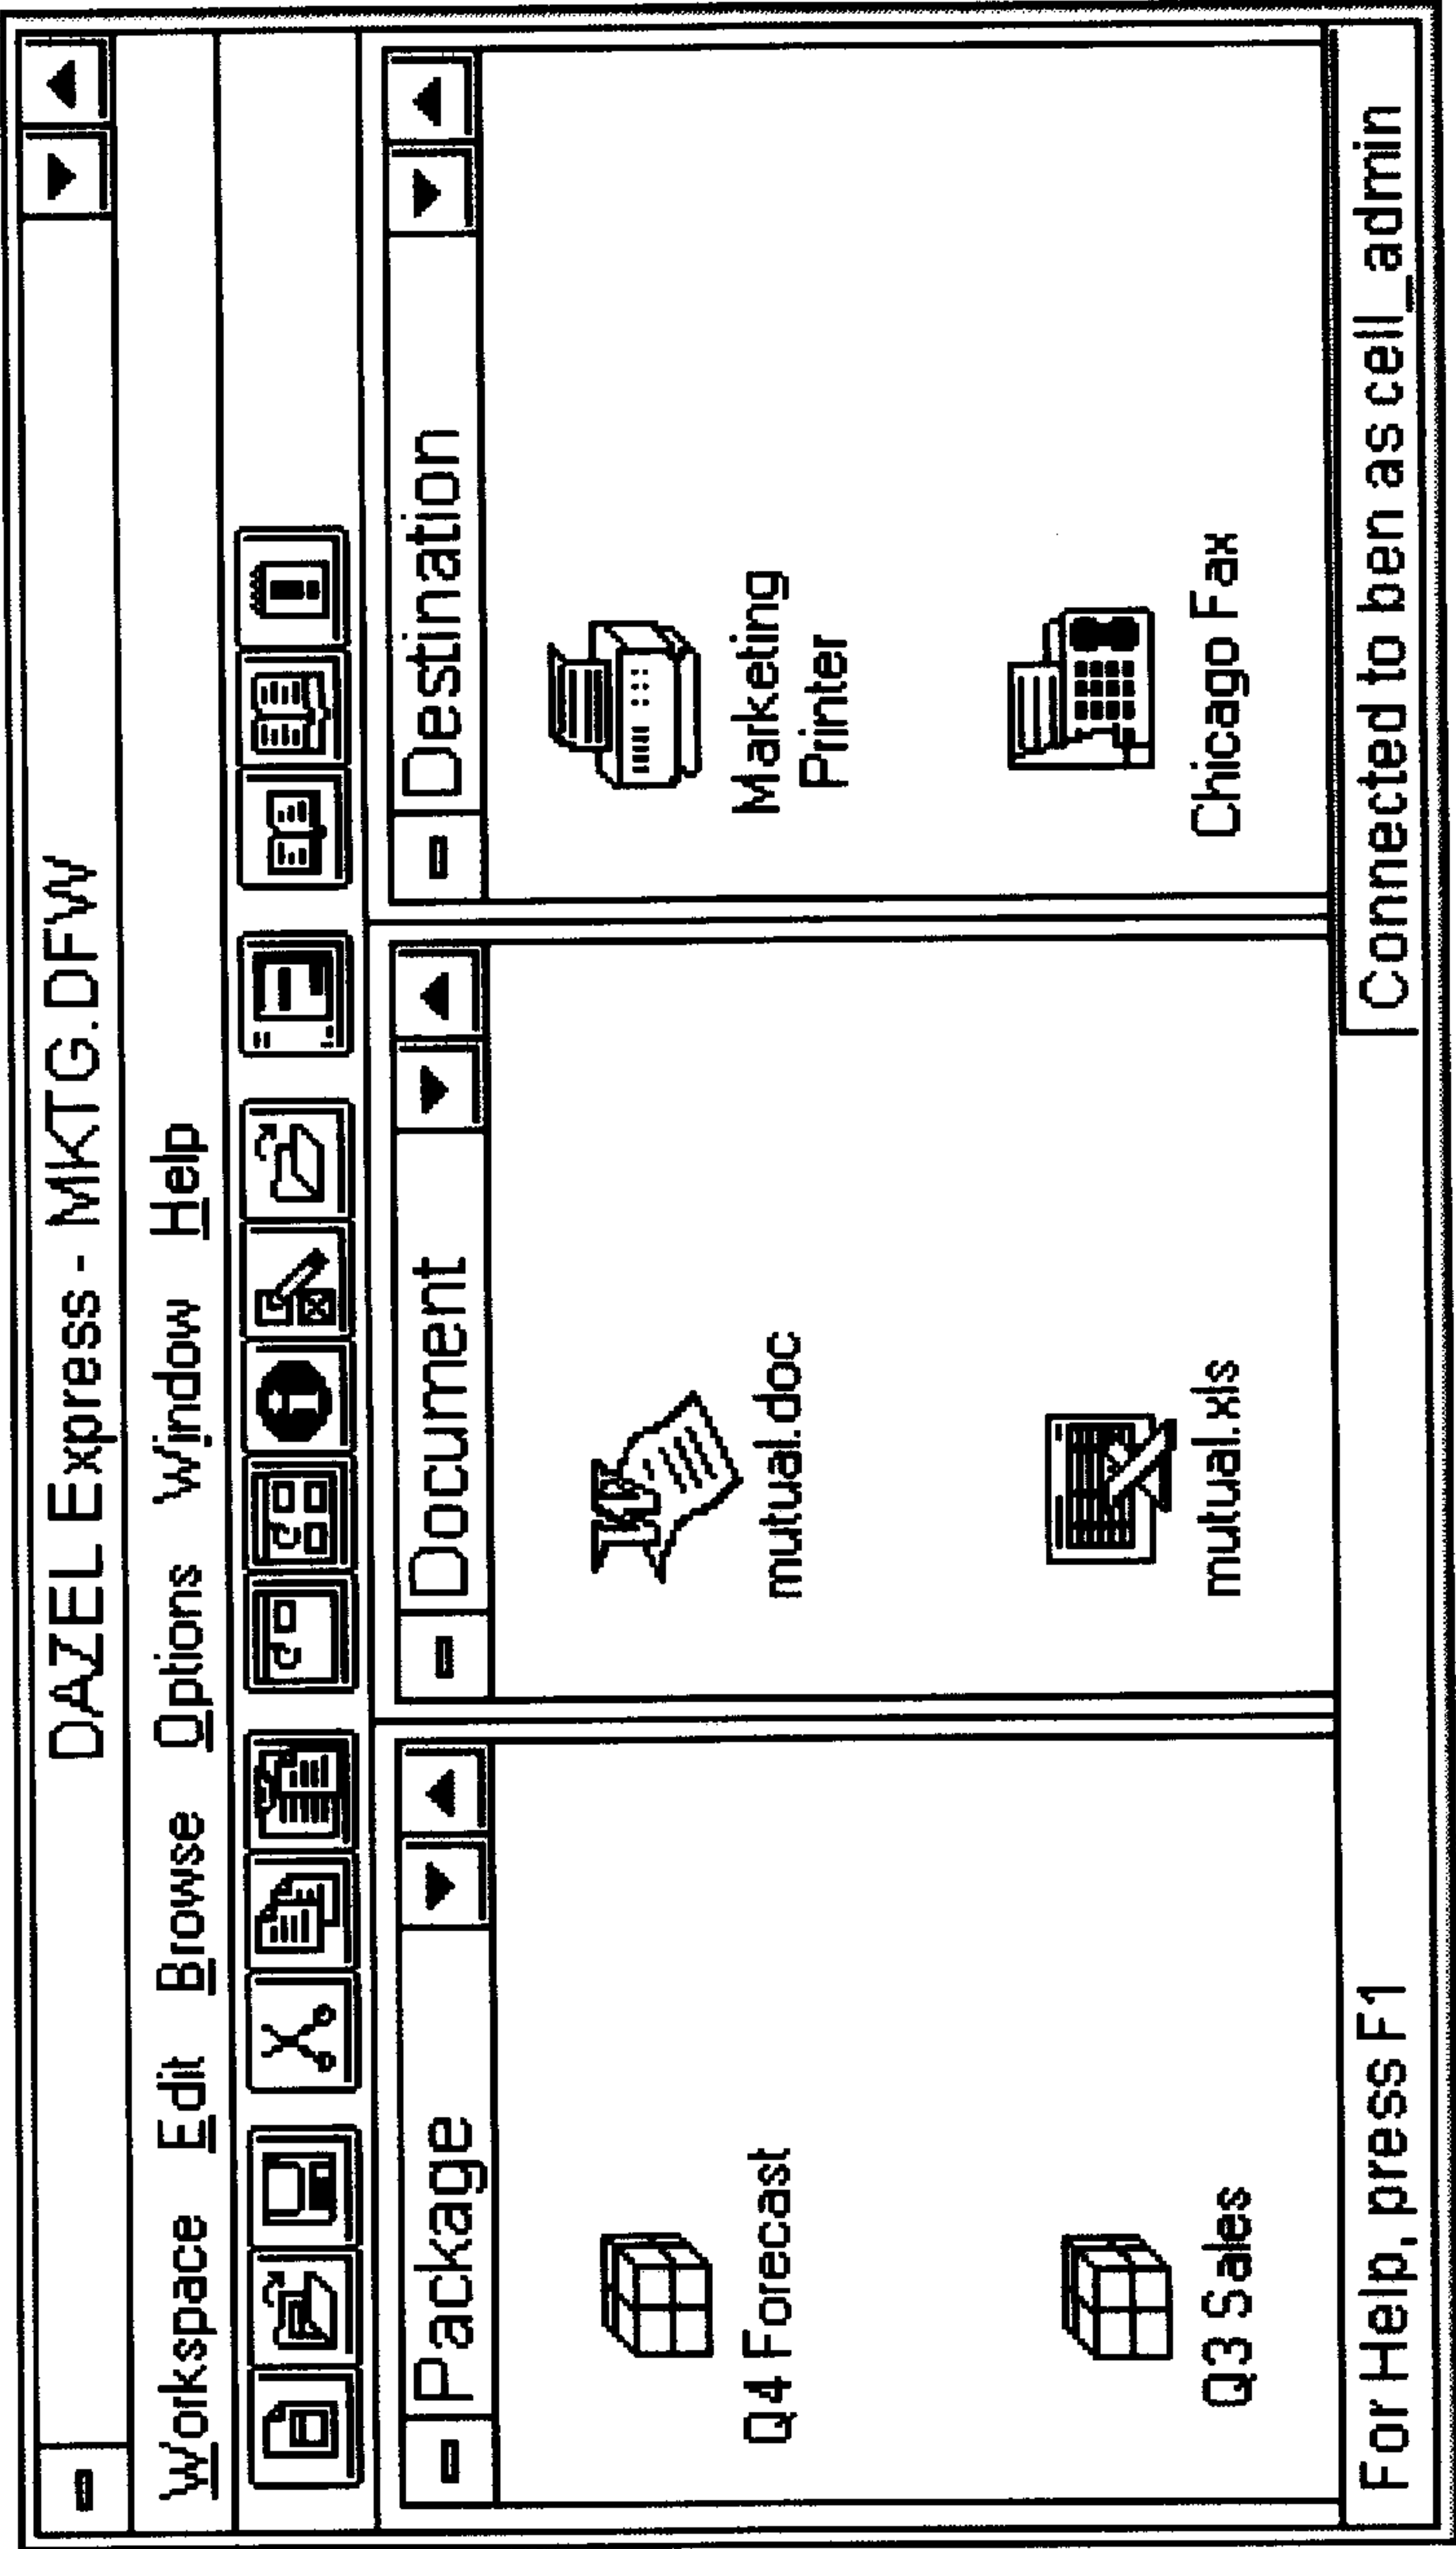 DAZEL Express - MKTG.DFW
Workspace Edit Browse Options Window Help
Package
Document
Destination
Q4 Forecast
mutual.doc
Marketing
Printer
Q3 Sales
mutual.xls
Chicago Fax
For Help, press F1
Connected to ben as cell_admin